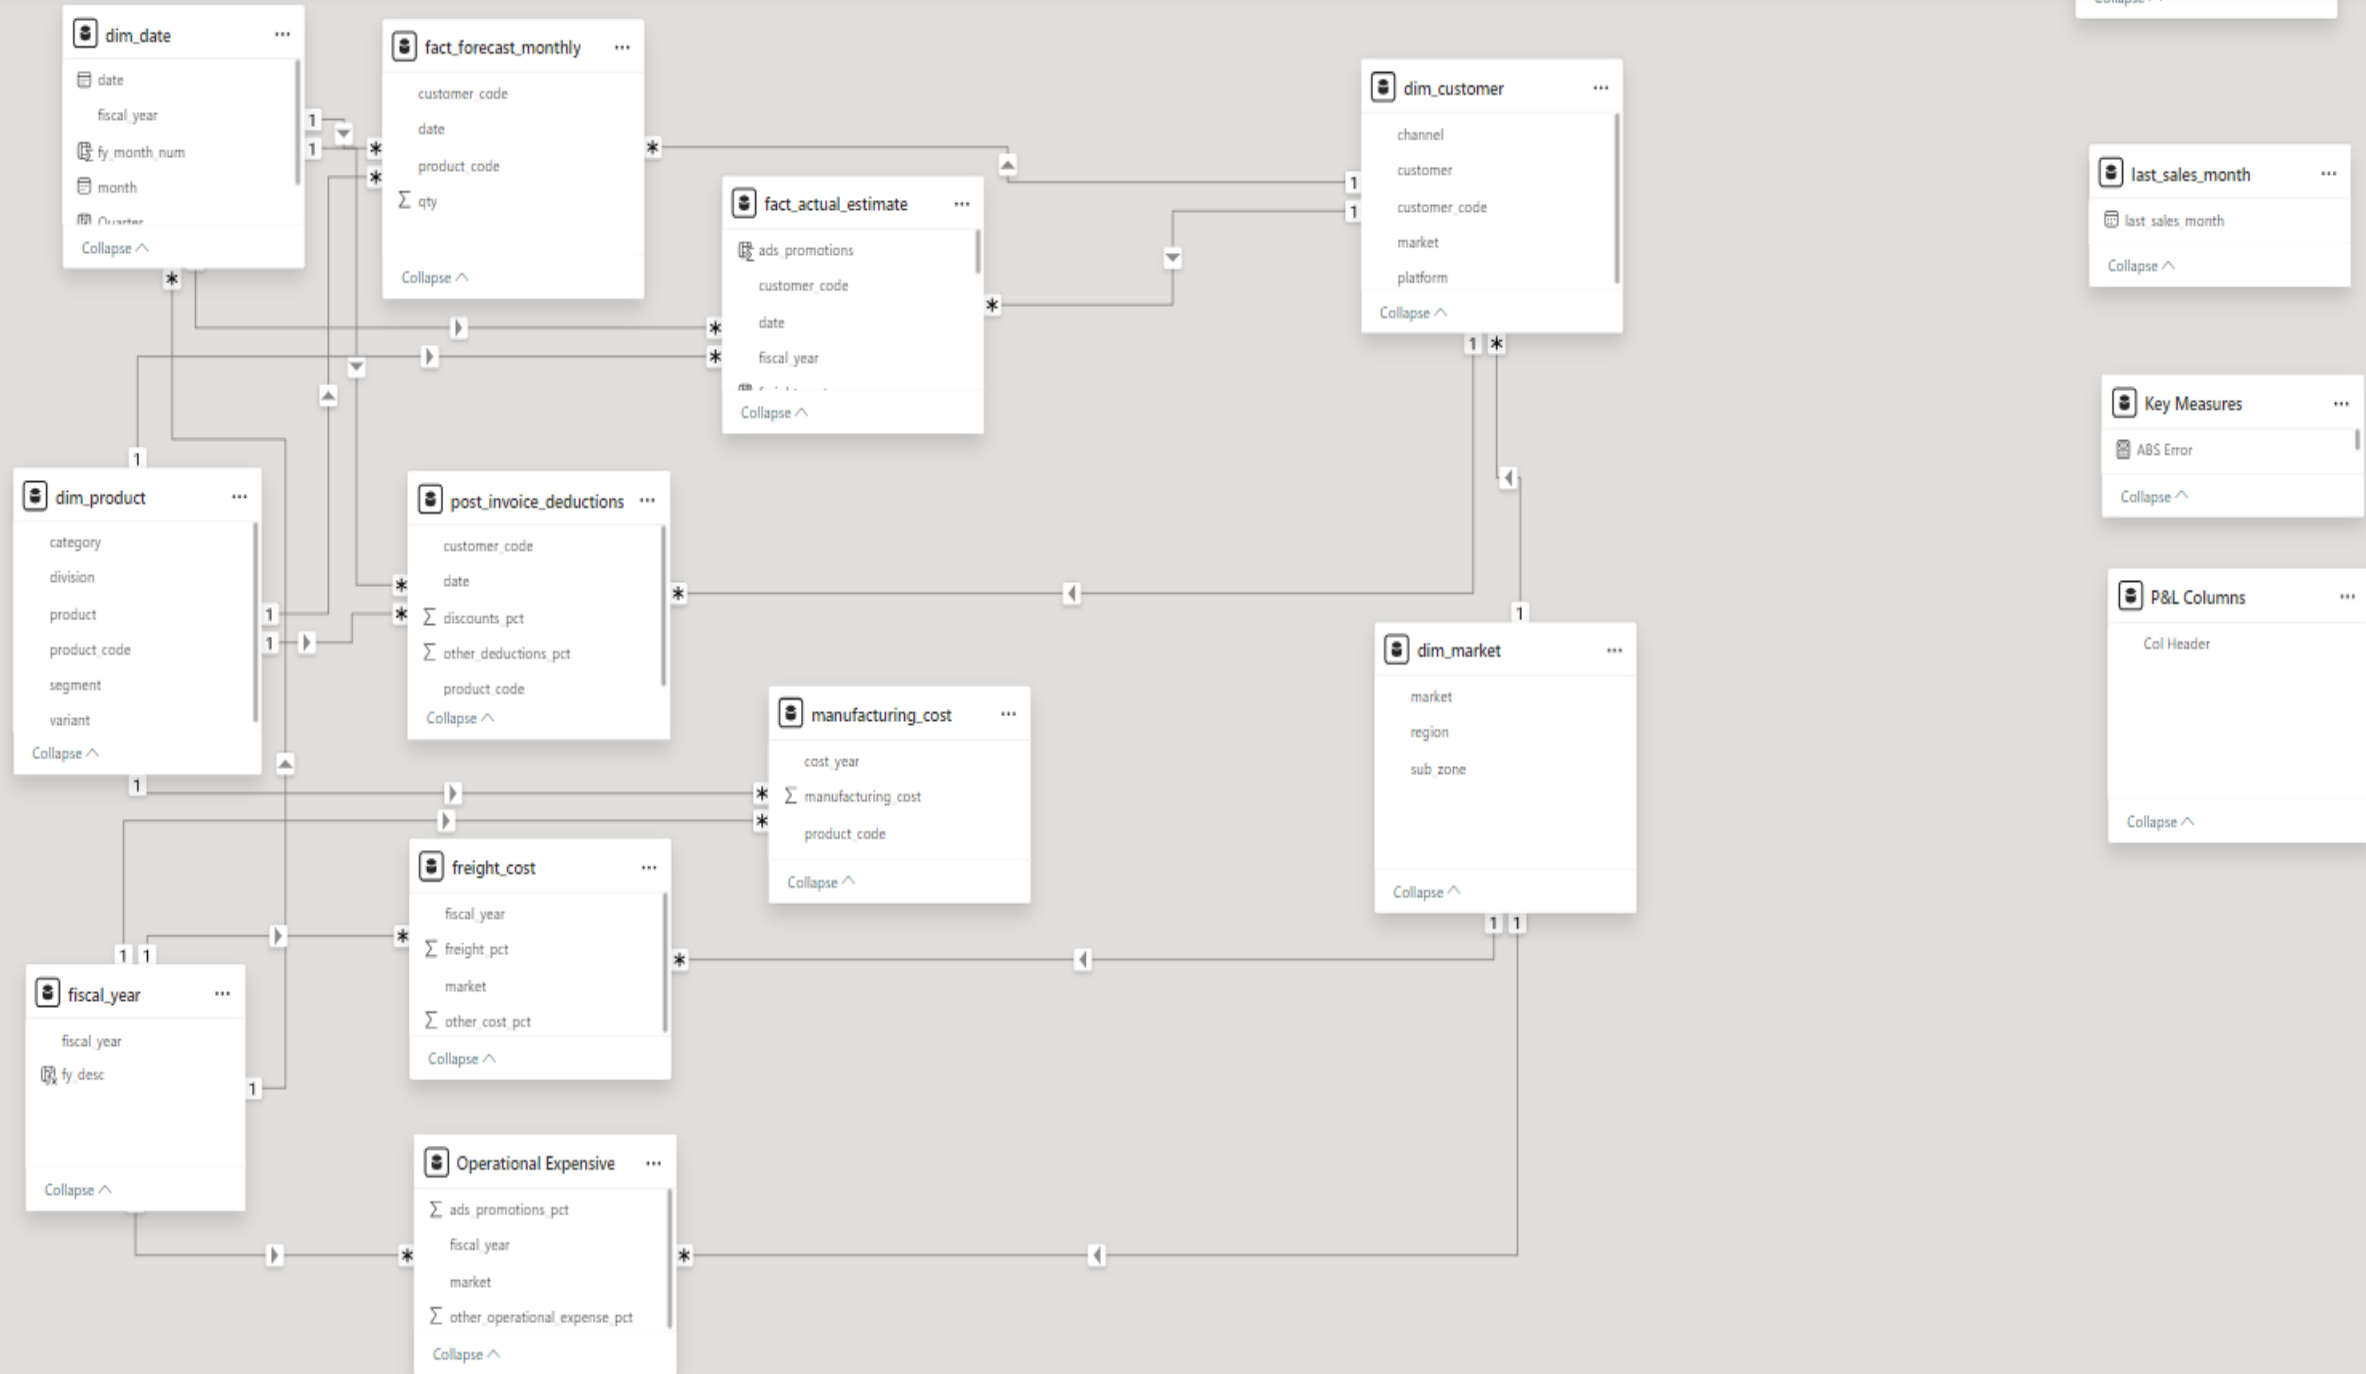 dim_date
date
fiscal_year
fy_month_num
month
Quarter
Collapse
fact_forecast_monthly
customer_code
date
product_code
qty
Collapse
fact_actual_estimate
ads_promotions
customer_code
date
fiscal_year
Collapse
dim_customer
channel
customer
customer_code
market
platform
Collapse
Collapse
last_sales_month
last_sales_month
Collapse
Key Measures
ABS Error
Collapse
P&L Columns
Col Header
Collapse
dim_product
category
division
product
product_code
segment
variant
Collapse
post_invoice_deductions
customer_code
date
discounts_pct
other_deductions_pct
product_code
Collapse
manufacturing_cost
cost_year
manufacturing_cost
product_code
Collapse
dim_market
market
region
sub_zone
Collapse
freight_cost
fiscal_year
freight_pct
market
other_cost_pct
Collapse
fiscal_year
fiscal_year
fy_desc
Collapse
Operational Expensive
ads_promotions_pct
fiscal_year
market
other_operational_expense_pct
Collapse